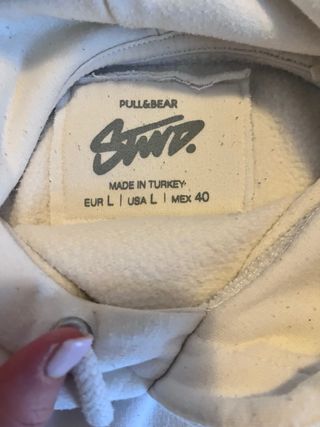 PULL&BEAR
STWD.
MADE IN TURKEY
EUR L | USA L | MEX 40